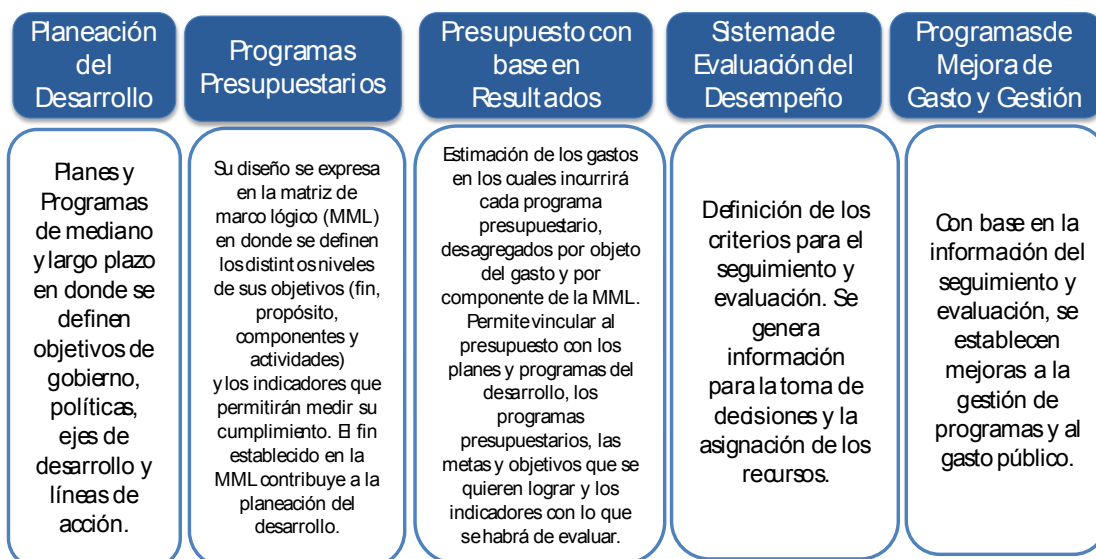 Planeación
del
Desarrollo
Planes y
Programas
de mediano
y largo plazo
en donde se
definen
objetivos de
gobierno,
políticas,
ejes de
desarrollo y
líneas de
acción.
Programas
Presupuestarios
Su diseño se expresa
en la matriz de
marco lógico (MML)
en donde se definen
los distintos niveles
de sus objetivos (fin,
propósito,
componentes y
actividades)
y los indicadores que
permitirán medir su
cumplimiento. El fin
establecido en la
MML contribuye a la
planeación del
desarrollo.
Presupuesto con
base en
Resultados
Estimación de los gastos
en los cuales incurrirá
cada programa
presupuestario,
desagregados por objeto
del gasto y por
componente de la MML.
Permite vincular al
presupuesto con los
planes y programas del
desarrollo, los
programas
presupuestarios, las
metas y objetivos que se
quieren lograr y los
indicadores con lo que
se habrá de evaluar.
Sistema de
Evaluación del
Desempeño
Definición de los
criterios para el
seguimiento y
evaluación. Se
genera
información
para la toma de
decisiones y la
asignación de los
recursos.
Programas de
Mejora de
Gasto y Gestión
Con base en la
información del
seguimiento y
evaluación, se
establecen
mejoras a la
gestión de
programas y al
gasto público.